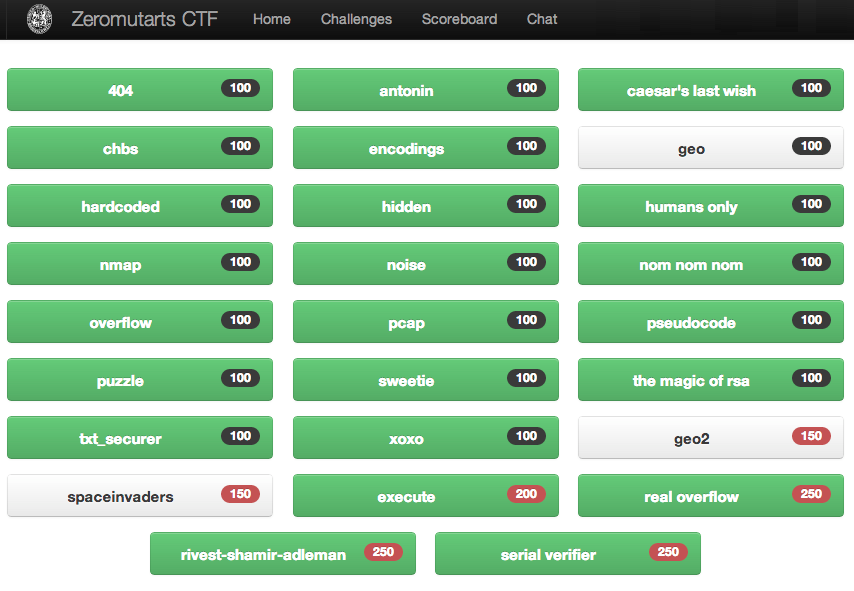 Zeromutarts CTF Home Challenges Scoreboard Chat
404 100 antonin 100 caesar's last wish 100
chbs 100 encodings 100 geo 100
hardcoded 100 hidden 100 humans only 100
nmap 100 noise 100 nom nom nom 100
overflow 100 pcap 100 pseudocode 100
puzzle 100 sweetie 100 the magic of rsa 100
txt_securer 100 xoxo 100 geo2 150
spaceinvaders 150 execute 200 real overflow 250
rivest-shamir-adleman 250 serial verifier 250